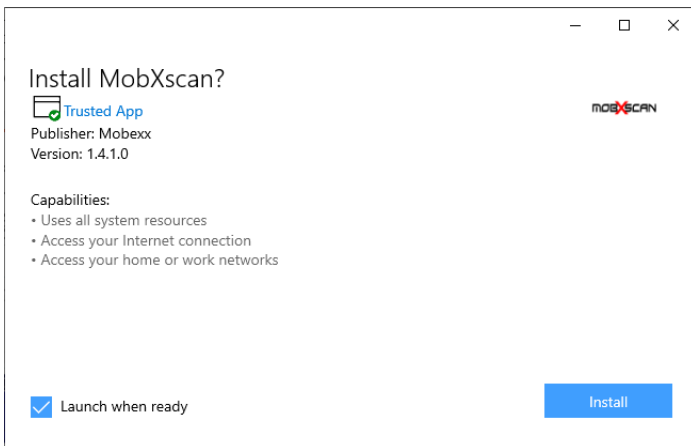 Install MobXscan?
Trusted App
MOBXSCAN
Publisher: Mobexx
Version: 1.4.1.0
Capabilities:
• Uses all system resources
• Access your Internet connection
• Access your home or work networks
Launch when ready
Install